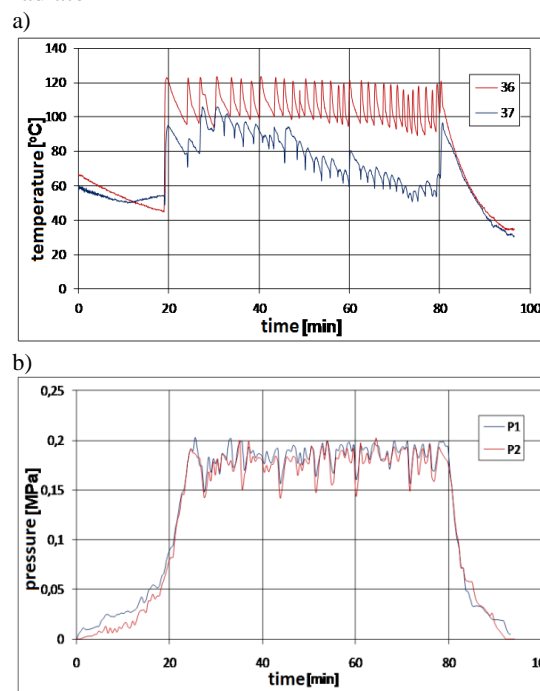 a)
140
120
100
80
60
40
20
0
temperature [°C]
36
37
0 20 40 60 80 100
time [min]
b)
0,25
0,2
0,15
0,1
0,05
0
pressure [MPa]
P1
P2
0 20 40 60 80
time [min]